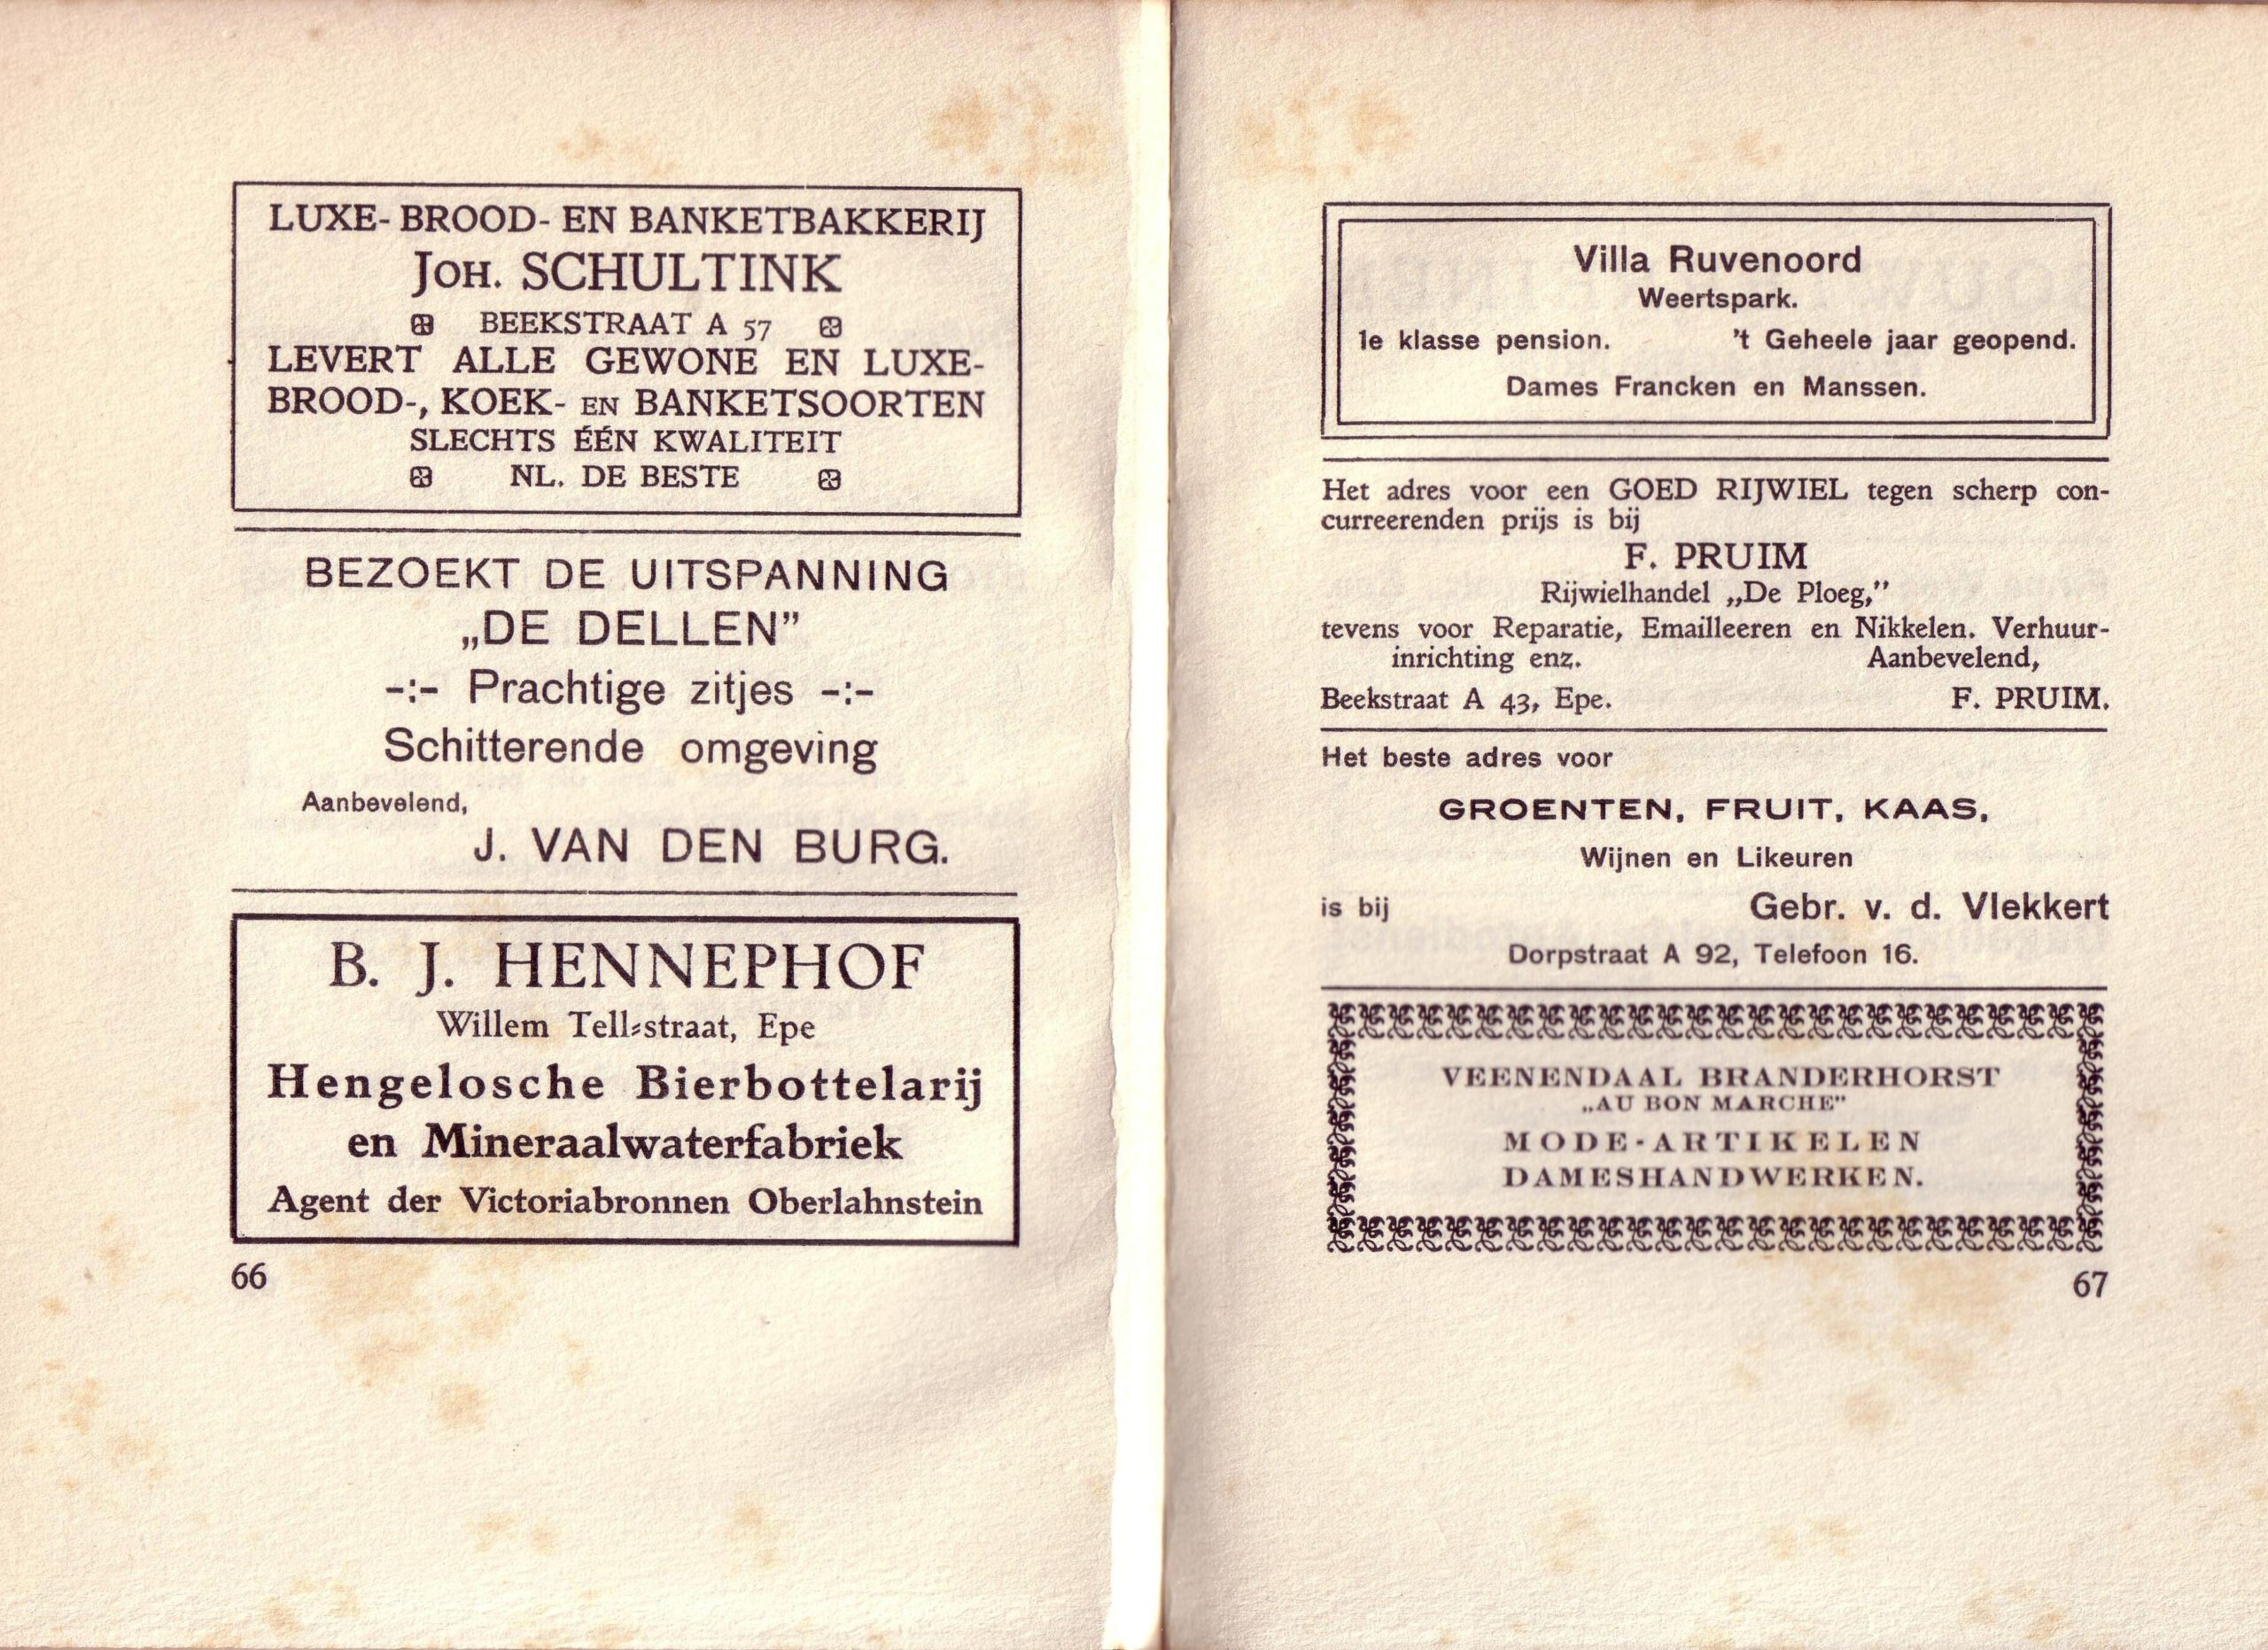 LUXE- BROOD- EN BANKETBAKKERIJ
JOH. SCHULTINK
BEEKSTRAAT A 57
LEVERT ALLE GEWONE EN LUXE-
BROOD-, KOEK- EN BANKETSOORTEN
SLECHTS ÉÉN KWALITEIT
NL. DE BESTE
BEZOEKT DE UITSPANNING
„DE DELLEN”
-:- Prachtige zitjes -:-
Schitterende omgeving
Aanbevelend,
J. VAN DEN BURG.
B. J. HENNEPHOF
Willem Tell-straat, Epe
Hengelosche Bierbottelarij
en Mineraalwaterfabriek
Agent der Victoriabronnen Oberlahnstein
66
Villa Ruvenoord
Weertspark.
1e klasse pension. 't Geheele jaar geopend.
Dames Francken en Manssen.
Het adres voor een GOED RIJWIEL tegen scherp con-
curreerenden prijs is bij
F. PRUIM
Rijwielhandel „De Ploeg,”
tevens voor Reparatie, Emailleeren en Nikkelen. Verhuur-
inrichting enz. Aanbevelend,
Beekstraat A 43, Epe. F. PRUIM.
Het beste adres voor
GROENTEN, FRUIT, KAAS,
Wijnen en Likeuren
is bij Gebr. v. d. Vlekkert
Dorpstraat A 92, Telefoon 16.
VEENENDAAL BRANDERHORST
„AU BON MARCHE”
MODE-ARTIKELEN
DAMESHANDWERKEN.
67